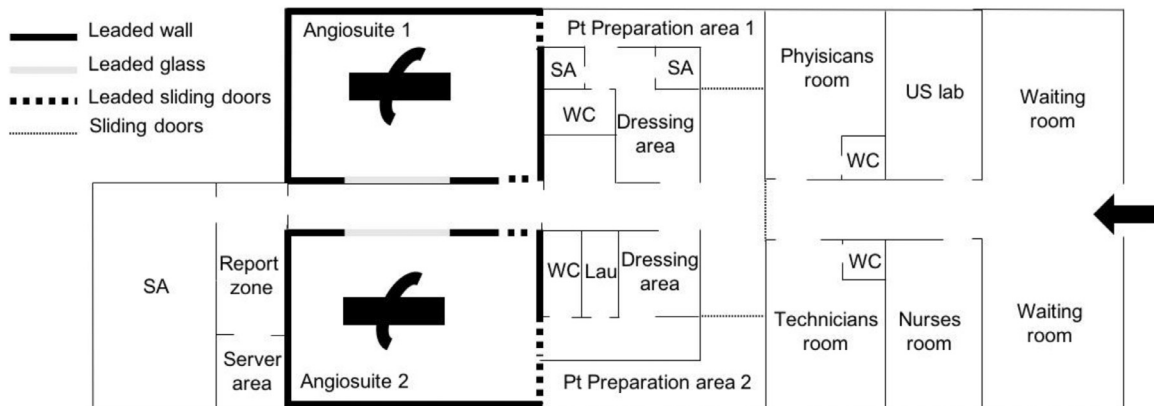 Leaded wall
Leaded glass
Leaded sliding doors
Sliding doors
Angiosuite 1
Pt Preparation area 1
SA
SA
WC
Dressing
area
Phyisicans
room
WC
US lab
Waiting
room
SA
Report
zone
Server
area
Angiosuite 2
WC
Lau
Dressing
area
Pt Preparation area 2
WC
Technicians
room
Nurses
room
Waiting
room